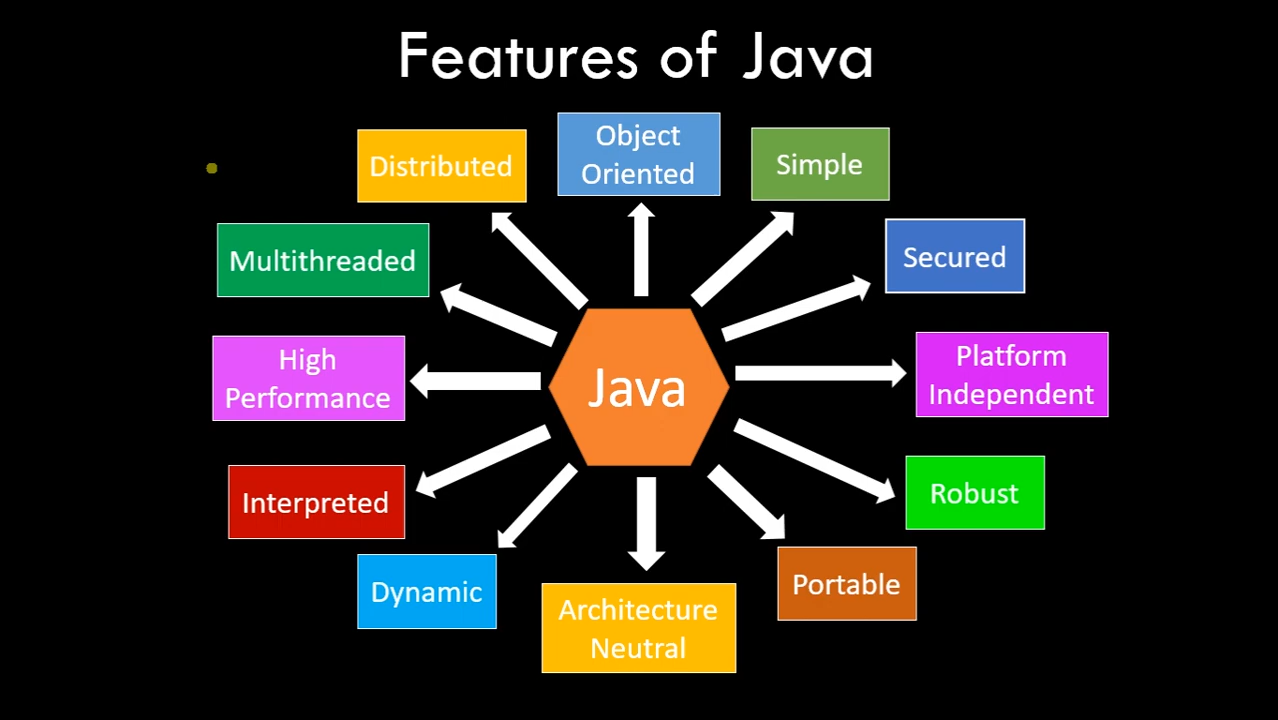 Features of Java
Object
Oriented
Simple
Secured
Platform
Independent
Robust
Portable
Architecture
Neutral
Dynamic
Interpreted
High
Performance
Multithreaded
Distributed
Java